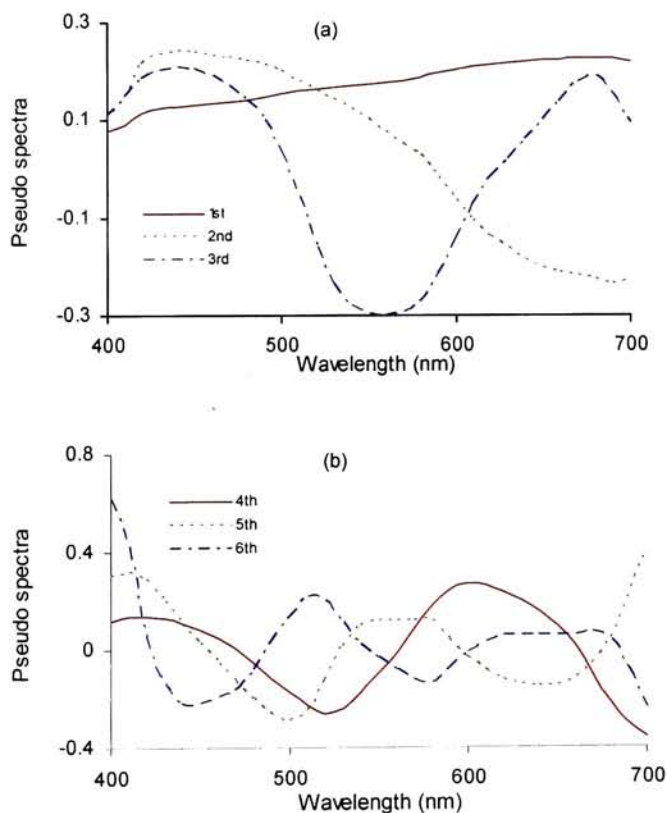 (a)
0.3
0.1
-0.1
-0.3
Pseudo spectra
1st
2nd
3rd
400
500
600
700
Wavelength (nm)
(b)
0.8
0.4
0
-0.4
Pseudo spectra
4th
5th
6th
400
500
600
700
Wavelength (nm)